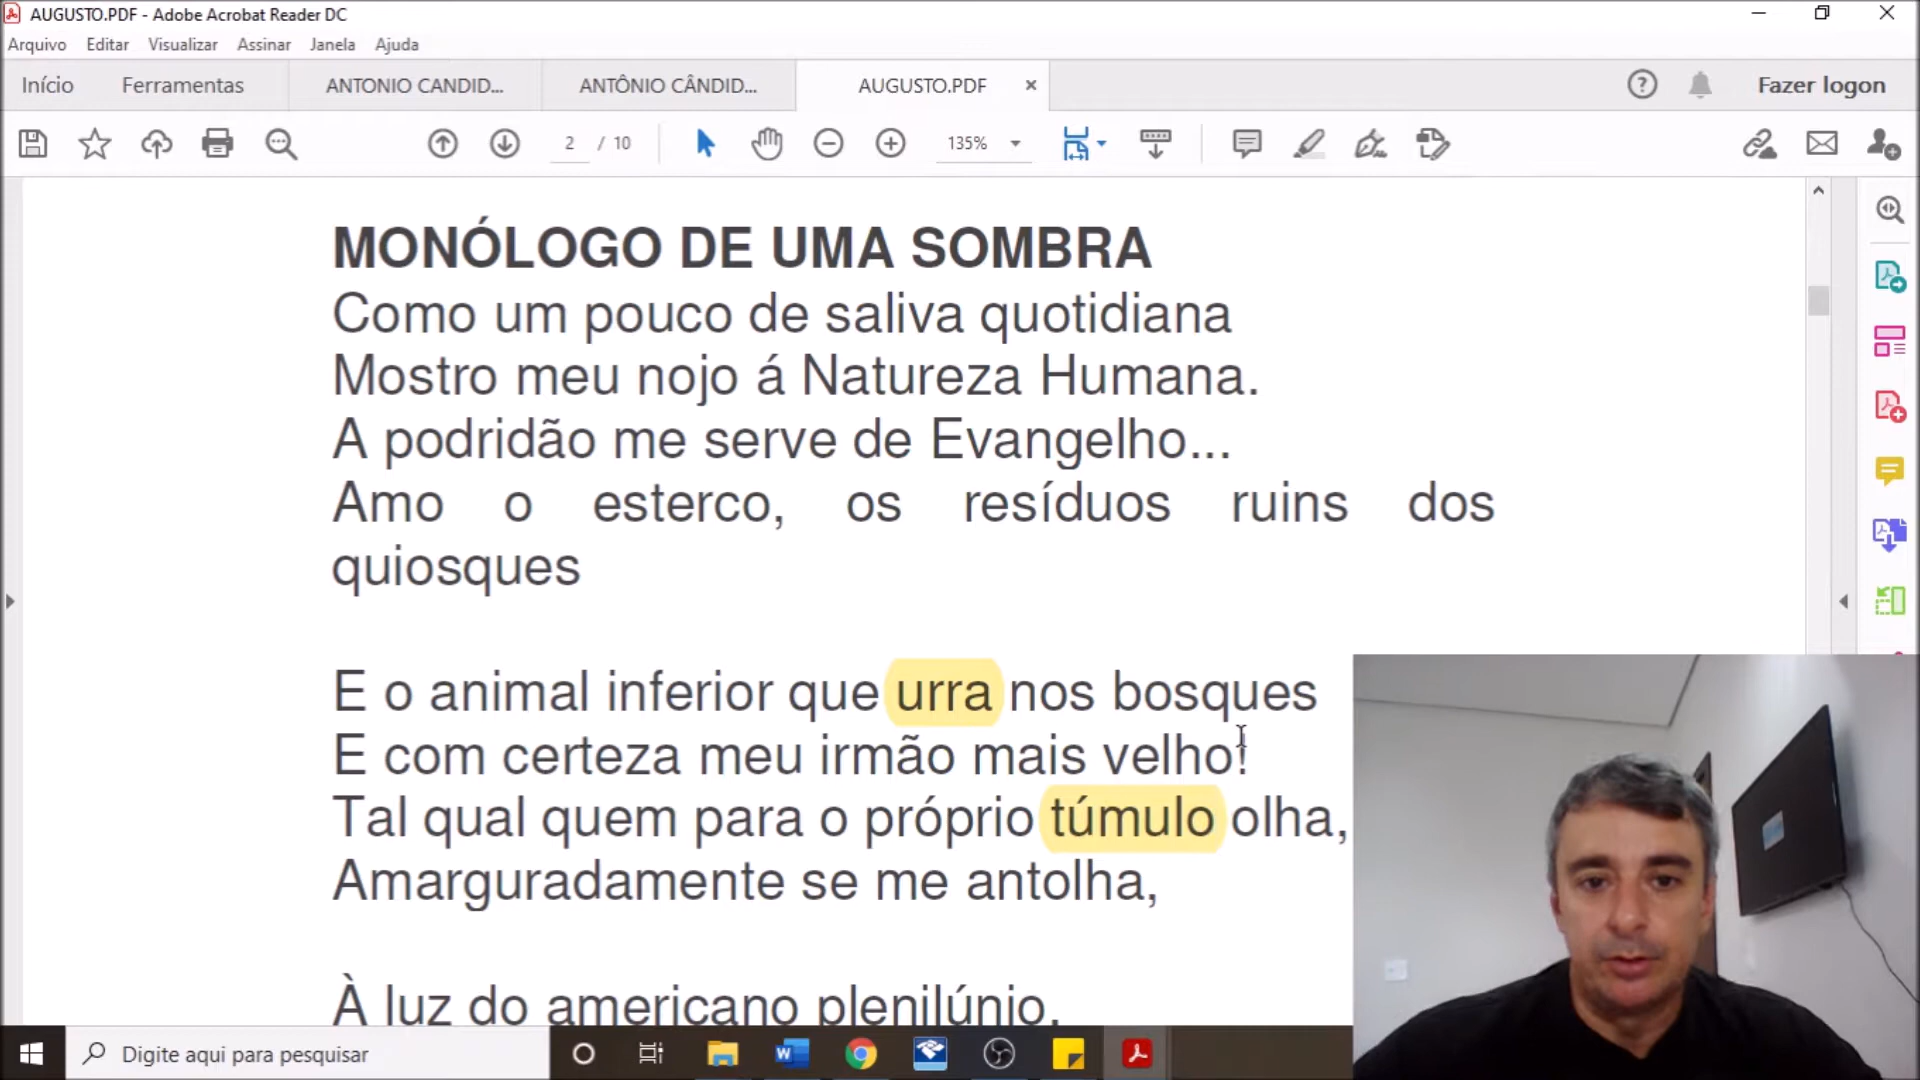 AUGUSTO.PDF - Adobe Acrobat Reader DC
Arquivo Editar Visualizar Assinar Janela Ajuda
Início Ferramentas ANTONIO CANDID... ANTÔNIO CÂNDID... AUGUSTO.PDF × Fazer logon
2 / 10 135%
MONÓLOGO DE UMA SOMBRA
Como um pouco de saliva quotidiana
Mostro meu nojo á Natureza Humana.
A podridão me serve de Evangelho...
Amo o esterco, os resíduos ruins dos
quiosques
E o animal inferior que urra nos bosques
E com certeza meu irmão mais velho!
Tal qual quem para o próprio túmulo olha,
Amarguradamente se me antolha,
À luz do americano plenilúnio,
Digite aqui para pesquisar